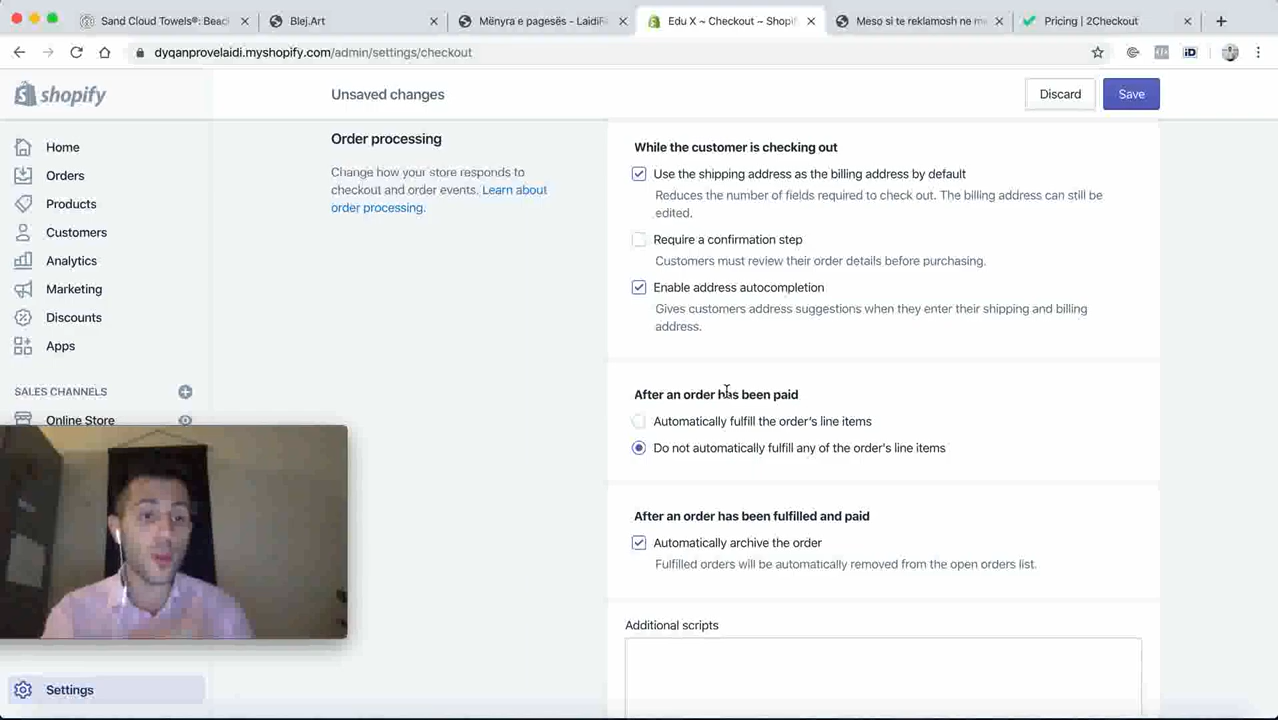 Sand Cloud Towels®: Beac
Blej.Art
Mënyra e pagesës - LaidiR
Edu X ~ Checkout ~ Shopi
Meso si te reklamosh ne m
Pricing | 2Checkout
dyqanprovelaidi.myshopify.com/admin/settings/checkout
iD
shopify
Unsaved changes
Discard
Save
Home
Orders
Products
Customers
Analytics
Marketing
Discounts
Apps
SALES CHANNELS
Online Store
Settings
Order processing
Change how your store responds to
checkout and order events. Learn about
order processing.
While the customer is checking out
Use the shipping address as the billing address by default
Reduces the number of fields required to check out. The billing address can still be
edited.
Require a confirmation step
Customers must review their order details before purchasing.
Enable address autocompletion
Gives customers address suggestions when they enter their shipping and billing
address.
After an order has been paid
Automatically fulfill the order's line items
Do not automatically fulfill any of the order's line items
After an order has been fulfilled and paid
Automatically archive the order
Fulfilled orders will be automatically removed from the open orders list.
Additional scripts